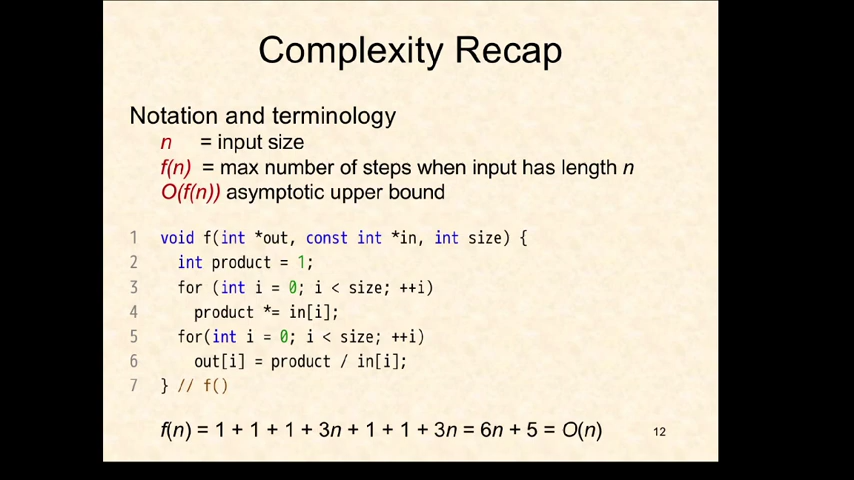 Complexity Recap
Notation and terminology
n = input size
f(n) = max number of steps when input has length n
O(f(n)) asymptotic upper bound
1 void f(int *out, const int *in, int size) {
2 int product = 1;
3 for (int i = 0; i < size; ++i)
4 product *= in[i];
5 for(int i = 0; i < size; ++i)
6 out[i] = product / in[i];
7 } // f()
f(n) = 1 + 1 + 1 + 3n + 1 + 1 + 3n = 6n + 5 = O(n)
12